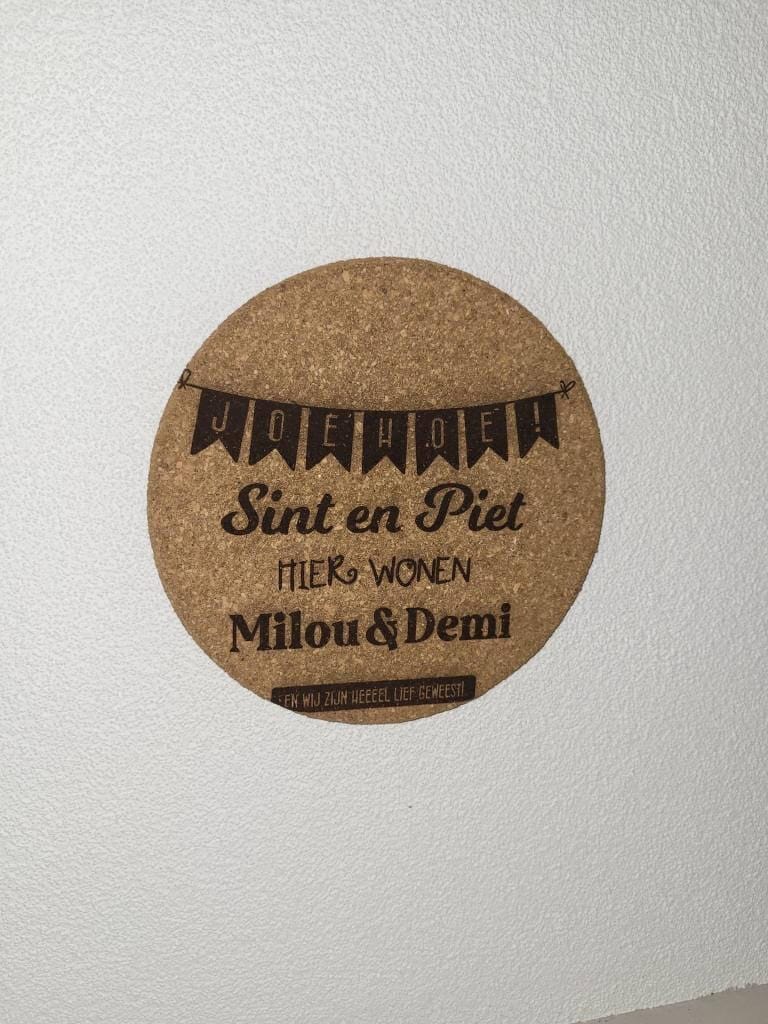 JOEHOE!
Sint en Piet
HIER WONEN
Milou & Demi
EN WIJ ZIJN HEEEEL LIEF GEWEEST!